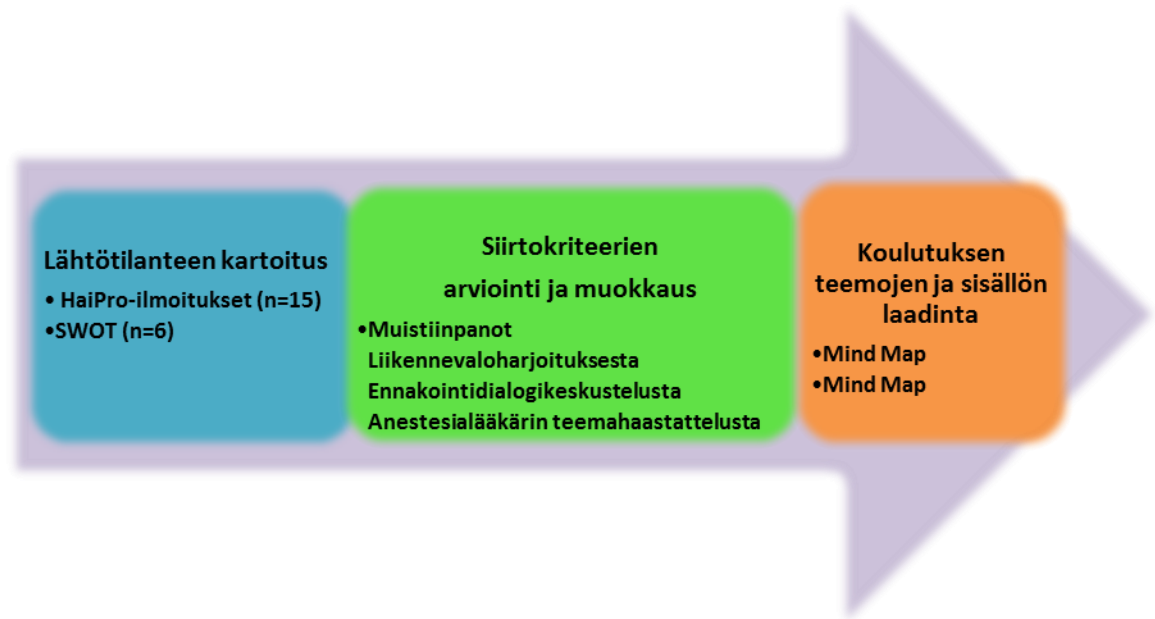 Lähtötilanteen kartoitus
• HaiPro-ilmoitukset (n=15)
•SWOT (n=6)
Siirtokriteerien
arviointi ja muokkaus
•Muistiinpanot
Liikennevaloharjoituksesta
Ennakointidialogikeskustelusta
Anestesialääkärin teemahaastattelusta
Koulutuksen
teemojen ja sisällön
laadinta
•Mind Map
•Mind Map